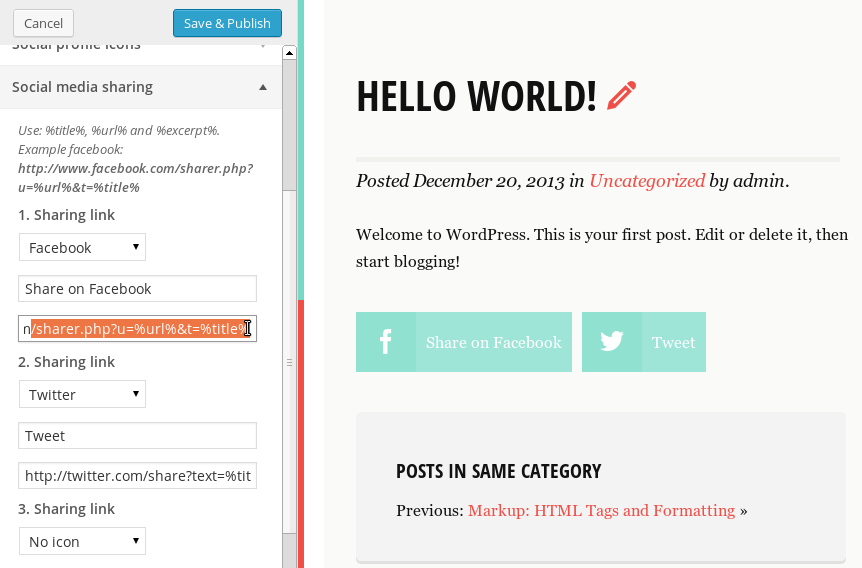 Cancel
Save & Publish
Social profile icons
Social media sharing
Use: %title%, %url% and %excerpt%.
Example facebook:
http://www.facebook.com/sharer.php?
u=%url%&t=%title%
1. Sharing link
Facebook
Share on Facebook
n/sharer.php?u=%url%&t=%title%
2. Sharing link
Twitter
Tweet
http://twitter.com/share?text=%tit
3. Sharing link
No icon
HELLO WORLD!
Posted December 20, 2013 in Uncategorized by admin.
Welcome to WordPress. This is your first post. Edit or delete it, then
start blogging!
Share on Facebook
Tweet
POSTS IN SAME CATEGORY
Previous: Markup: HTML Tags and Formatting »